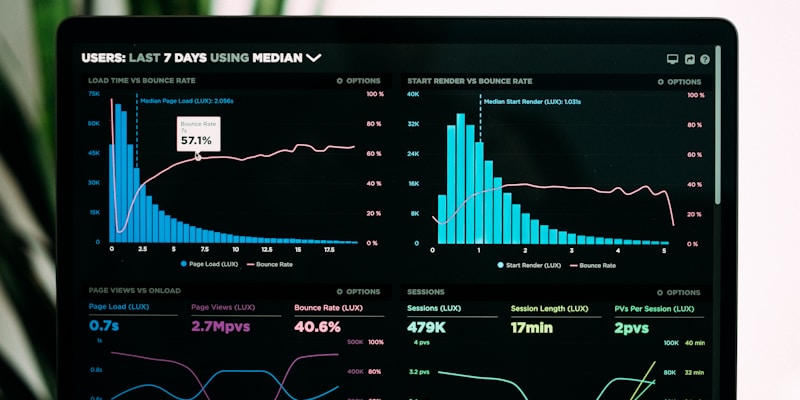 USERS: LAST 7 DAYS USING MEDIAN
LOAD TIME VS BOUNCE RATE
OPTIONS
75K
60K
45K
30K
15K
0
Median Page Load (LUX): 2.056s
Bounce Rate
7s
57.1%
100 %
80 %
60 %
40 %
20 %
0 %
0 2.5 5 7.5 10 12.5 15 17.5
Page Load (LUX) Bounce Rate
START RENDER VS BOUNCE RATE
OPTIONS
40K
32K
24K
16K
8K
0
Median Start Render (LUX): 1.031s
100 %
80 %
60 %
40 %
20 %
0 %
0 1 2 3 4 5
Start Render (LUX) Bounce Rate
PAGE VIEWS VS ONLOAD
OPTIONS
Page Load (LUX) Page Views (LUX) Bounce Rate (LUX)
0.7s 2.7Mpvs 40.6%
1s
0.8s
500K 100%
400K 80%
SESSIONS
OPTIONS
Sessions (LUX) Session Length (LUX) PVs Per Session (LUX)
479K 17min 2pvs
4 pvs
3.2 pvs
100K 40 min
80K 32 min